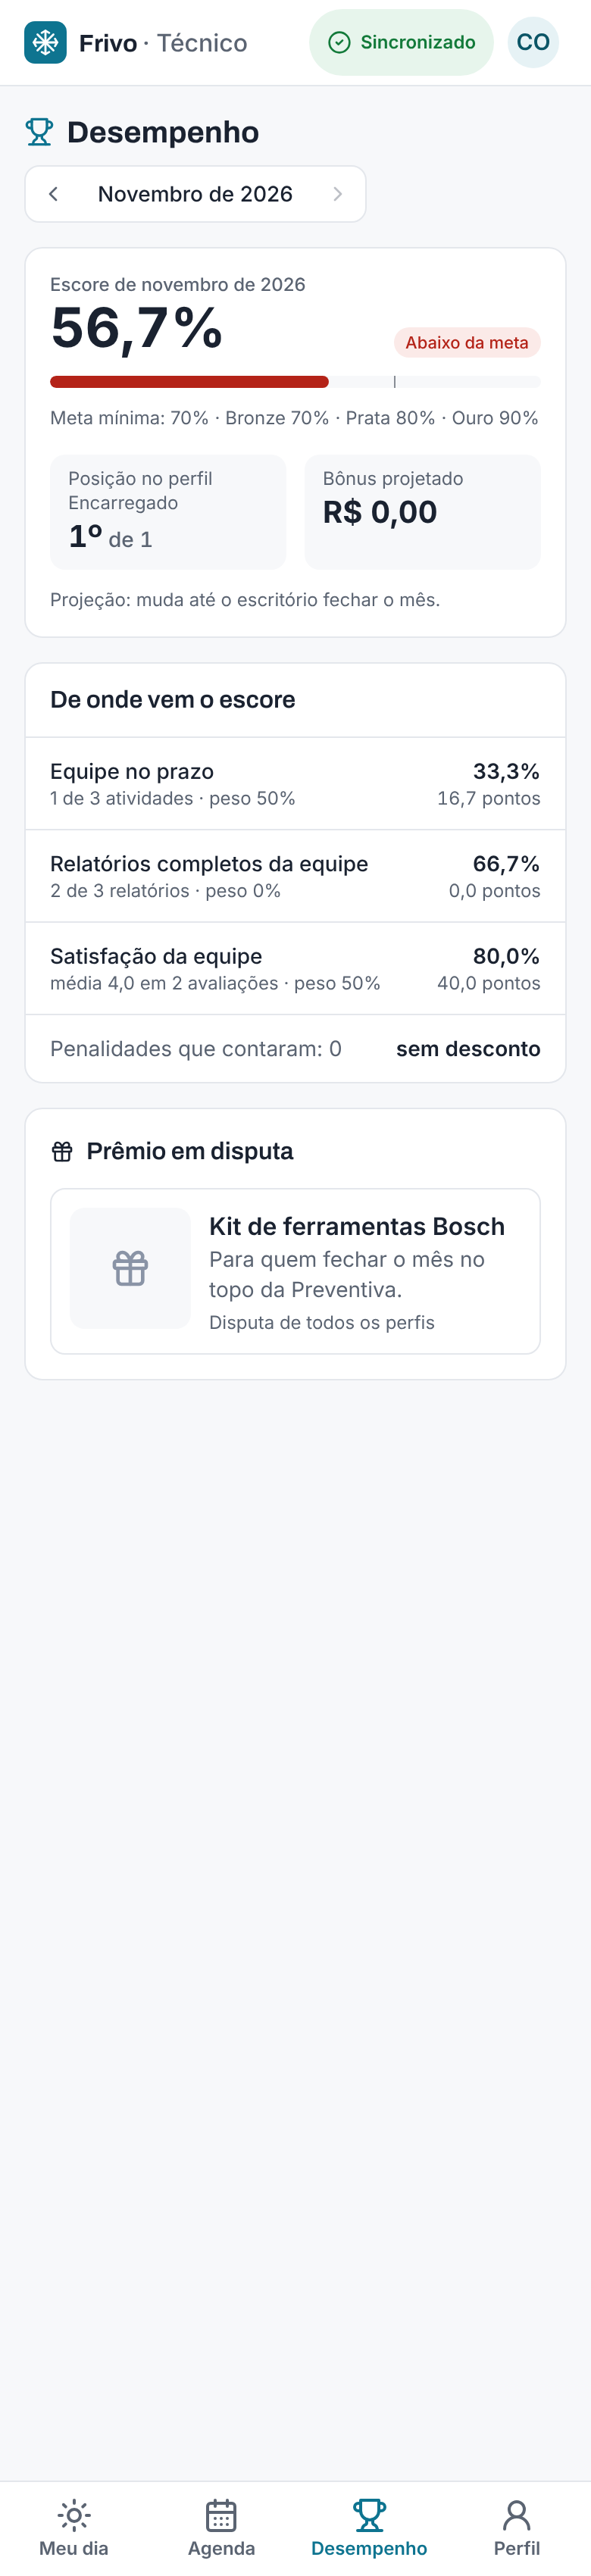 Frivo · Técnico
Sincronizado
CO
Desempenho
Novembro de 2026
Escore de novembro de 2026
56,7%
Abaixo da meta
Meta mínima: 70% · Bronze 70% · Prata 80% · Ouro 90%
Posição no perfil
Encarregado
1º de 1
Bônus projetado
R$ 0,00
Projeção: muda até o escritório fechar o mês.
De onde vem o escore
Equipe no prazo
33,3%
1 de 3 atividades · peso 50%
16,7 pontos
Relatórios completos da equipe
66,7%
2 de 3 relatórios · peso 0%
0,0 pontos
Satisfação da equipe
80,0%
média 4,0 em 2 avaliações · peso 50%
40,0 pontos
Penalidades que contaram: 0
sem desconto
Prêmio em disputa
Kit de ferramentas Bosch
Para quem fechar o mês no
topo da Preventiva.
Disputa de todos os perfis
Meu dia
Agenda
Desempenho
Perfil